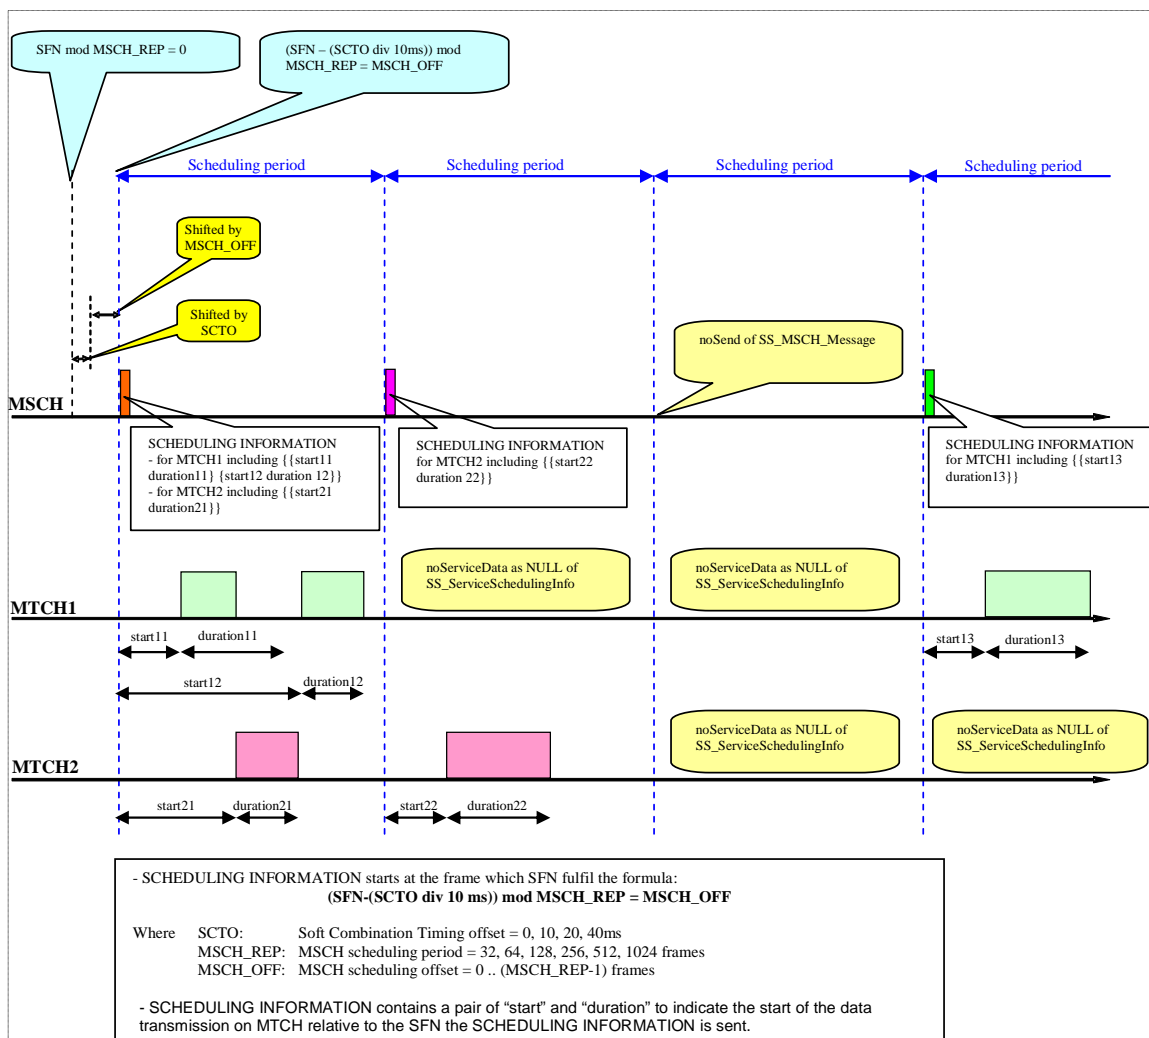 SFN mod MSCH_REP = 0
(SFN – (SCTO div 10ms)) mod
MSCH_REP = MSCH_OFF
Scheduling period
Scheduling period
Scheduling period
Scheduling period
Shifted by
MSCH_OFF
Shifted by
SCTO
noSend of SS_MSCH_Message
MSCH
SCHEDULING INFORMATION
- for MTCH1 including {{start11
duration11} {start12 duration 12}}
- for MTCH2 including {{start21
duration21}}
SCHEDULING INFORMATION
for MTCH2 including {{start22
duration 22}}
SCHEDULING INFORMATION
for MTCH1 including {{start13
duration13}}
noServiceData as NULL of
SS_ServiceSchedulingInfo
noServiceData as NULL of
SS_ServiceSchedulingInfo
MTCH1
start11
duration11
start13
duration13
start12
duration12
noServiceData as NULL of
SS_ServiceSchedulingInfo
noServiceData as NULL of
SS_ServiceSchedulingInfo
MTCH2
start21
duration21
start22
duration22
- SCHEDULING INFORMATION starts at the frame which SFN fulfil the formula:
(SFN-(SCTO div 10 ms)) mod MSCH_REP = MSCH_OFF
Where SCTO: Soft Combination Timing offset = 0, 10, 20, 40ms
MSCH_REP: MSCH scheduling period = 32, 64, 128, 256, 512, 1024 frames
MSCH_OFF: MSCH scheduling offset = 0 .. (MSCH_REP-1) frames
- SCHEDULING INFORMATION contains a pair of “start” and “duration” to indicate the start of the data
transmission on MTCH relative to the SFN the SCHEDULING INFORMATION is sent.